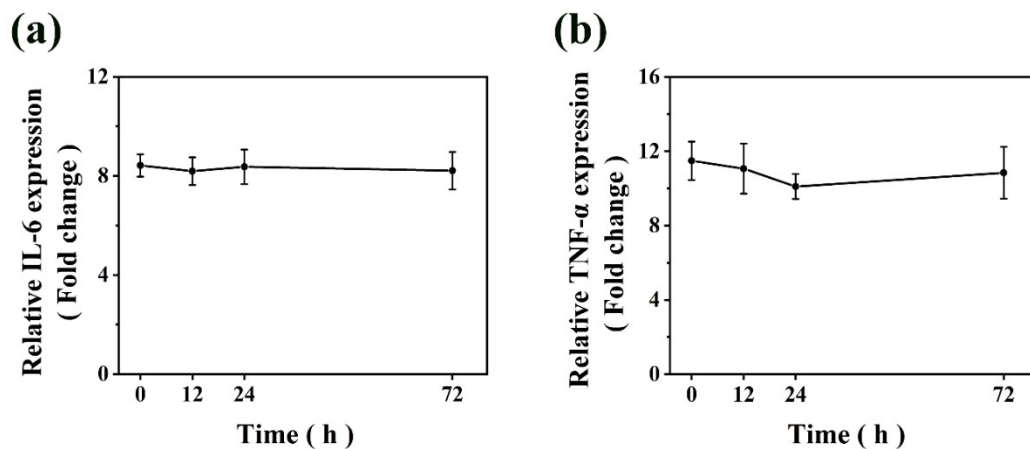 (a)
Relative IL-6 expression
( Fold change )
12
8
4
0
0 12 24 72
Time ( h )
(b)
Relative TNF-α expression
( Fold change )
16
12
8
4
0
0 12 24 72
Time ( h )